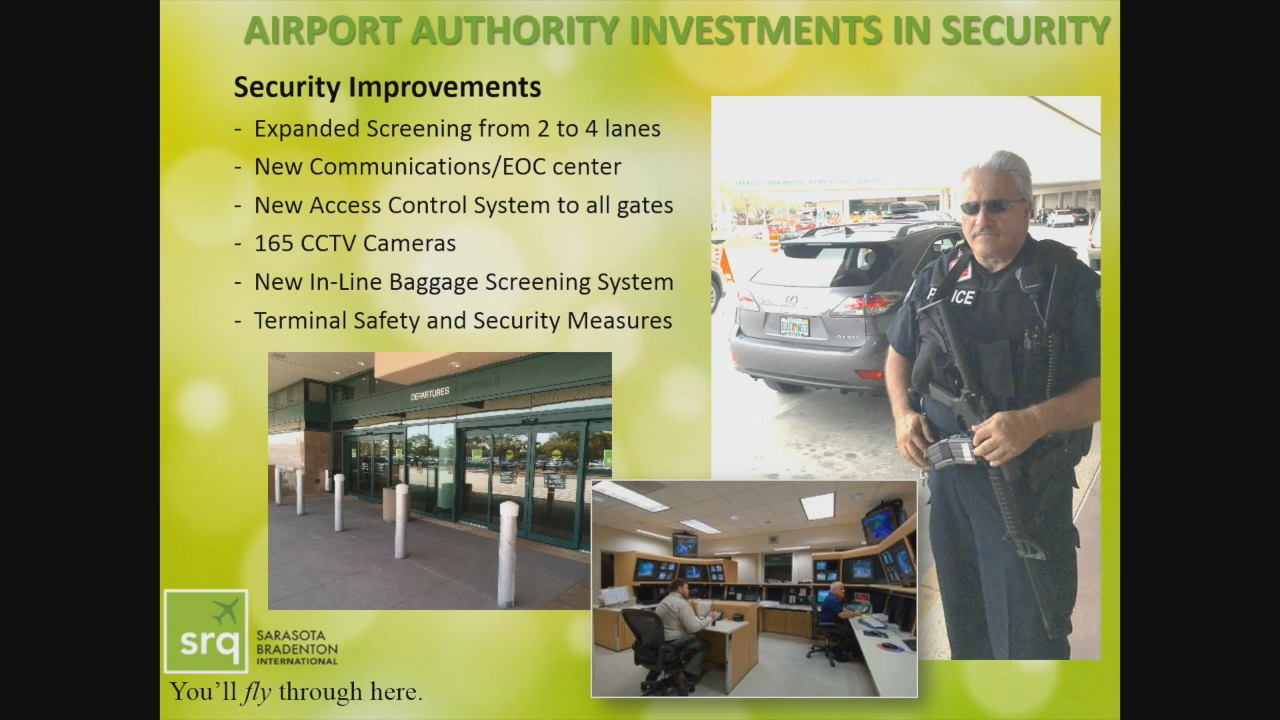 AIRPORT AUTHORITY INVESTMENTS IN SECURITY
Security Improvements
- Expanded Screening from 2 to 4 lanes
- New Communications/EOC center
- New Access Control System to all gates
- 165 CCTV Cameras
- New In-Line Baggage Screening System
- Terminal Safety and Security Measures
DEPARTURES
srq
SARASOTA
BRADENTON
INTERNATIONAL
You'll fly through here.